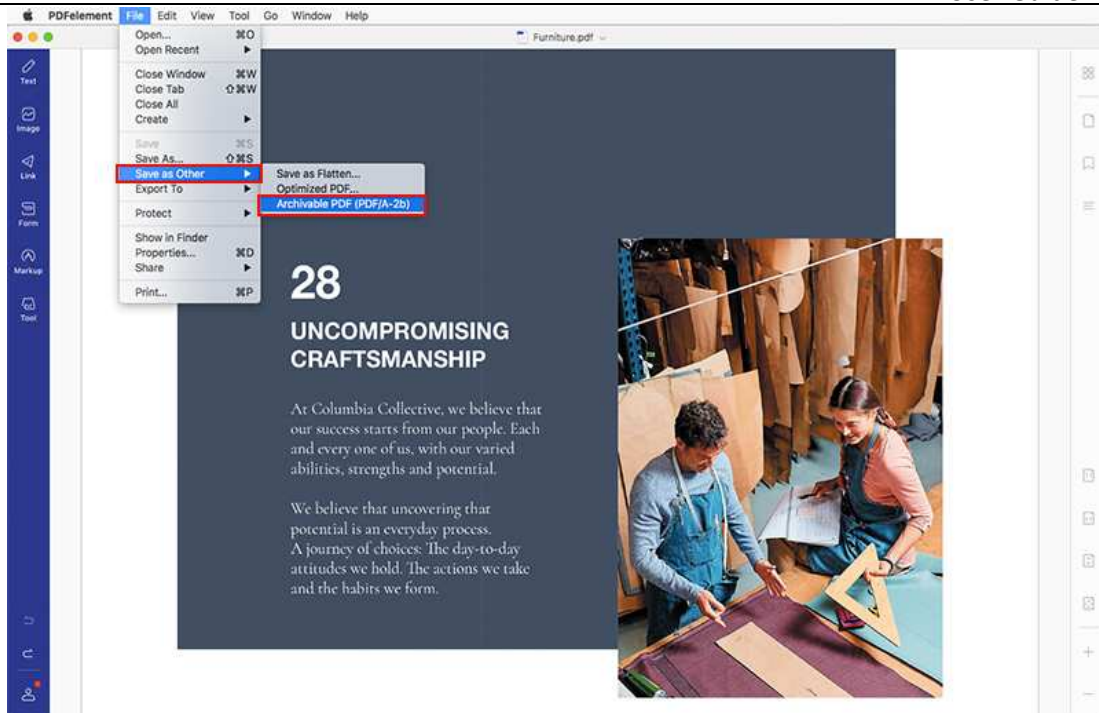 PDFelement File Edit View Tool Go Window Help
Furniture.pdf
Open... ⌘O
Open Recent ▶
Close Window ⌘W
Close Tab ⇧⌘W
Close All
Create ▶
Save ⌘S
Save As... ⇧⌘S
Save as Other ▶
Export To ▶
Protect ▶
Show in Finder
Properties... ⌘D
Share ▶
Print... ⌘P
Save as Flatten...
Optimized PDF...
Archivable PDF (PDF/A-2b)
Text
Image
Link
Form
Markup
Tool
28
UNCOMPROMISING
CRAFTSMANSHIP
At Columbia Collective, we believe that
our success starts from our people. Each
and every one of us, with our varied
abilities, strengths and potential.
We believe that uncovering that
potential is an everyday process.
A journey of choices: The day-to-day
attitudes we hold. The actions we take
and the habits we form.